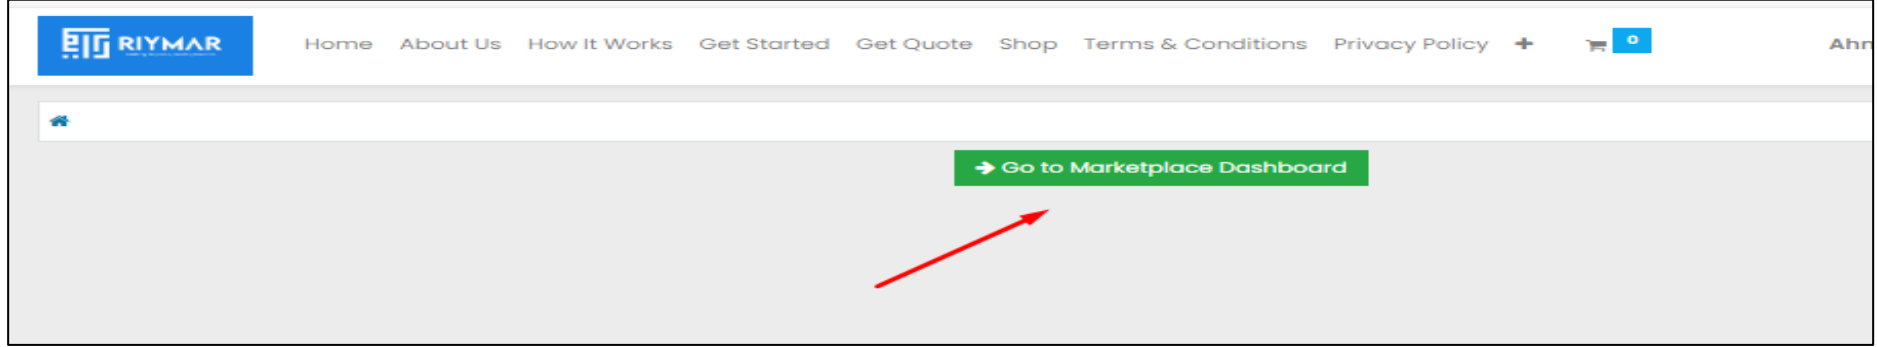 RIYMAR
Home About Us How It Works Get Started Get Quote Shop Terms & Conditions Privacy Policy + 0
Go to Marketplace Dashboard